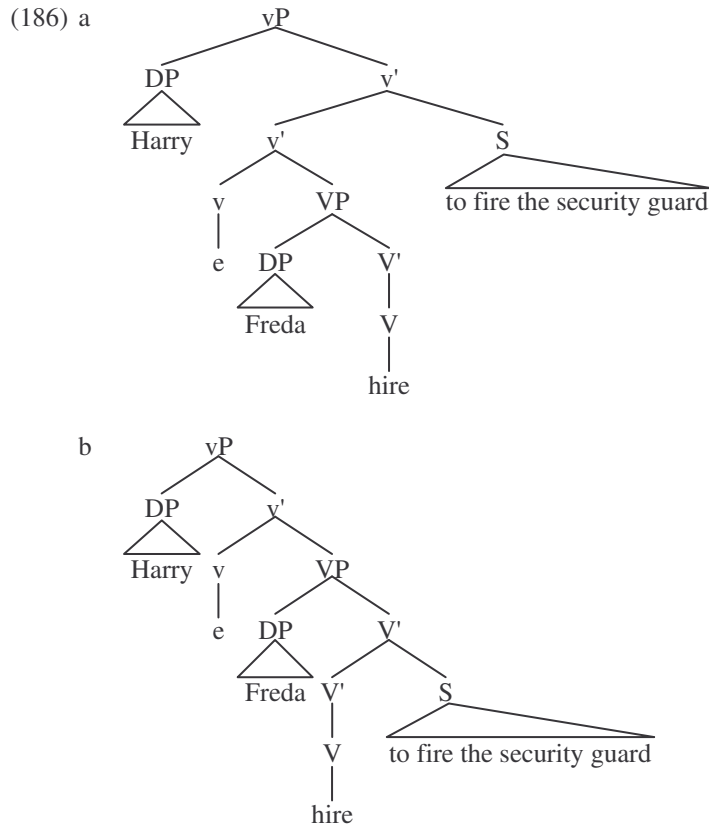 (186) a vP
DP v'
Harry v' S
v VP to fire the security guard
e DP V'
Freda V
hire
b vP
DP v'
Harry v VP
e DP V'
Freda V' S
V to fire the security guard
hire